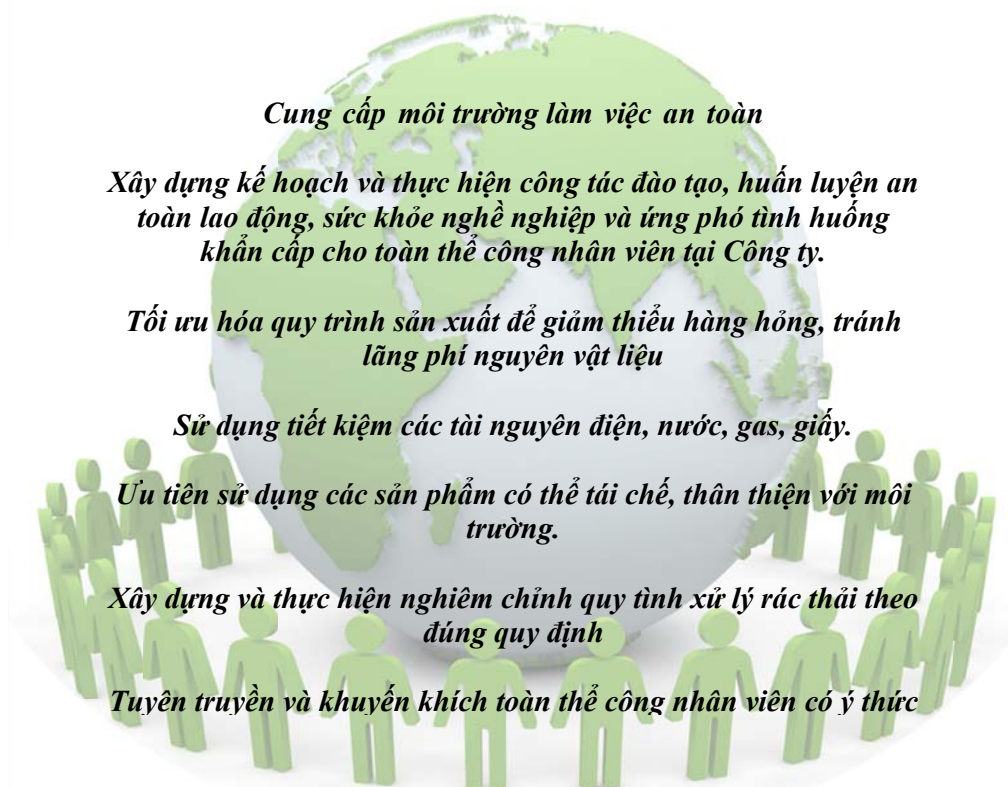 Cung cấp môi trường làm việc an toàn
Xây dựng kế hoạch và thực hiện công tác đào tạo, huấn luyện an
toàn lao động, sức khỏe nghề nghiệp và ứng phó tình huống
khẩn cấp cho toàn thể công nhân viên tại Công ty.
Tối ưu hóa quy trình sản xuất để giảm thiểu hàng hỏng, tránh
lãng phí nguyên vật liệu
Sử dụng tiết kiệm các tài nguyên điện, nước, gas, giấy.
Ưu tiên sử dụng các sản phẩm có thể tái chế, thân thiện với môi
trường.
Xây dựng và thực hiện nghiêm chỉnh quy tình xử lý rác thải theo
đúng quy định
Tuyên truyền và khuyến khích toàn thể công nhân viên có ý thức